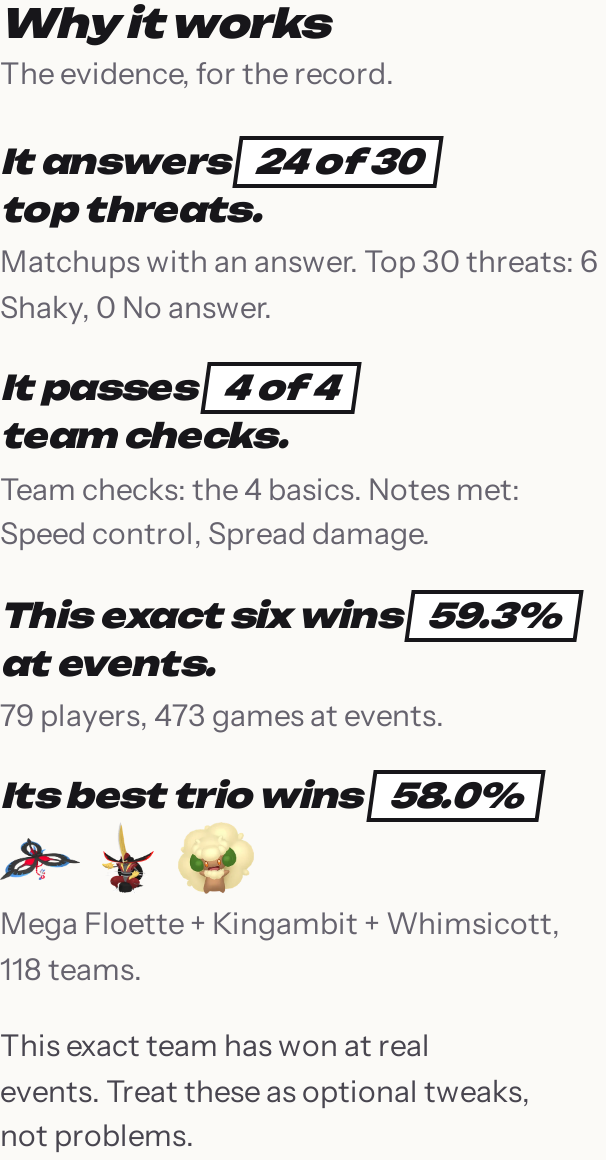 Why it works
The evidence, for the record.
It answers 24 of 30
top threats.
Matchups with an answer. Top 30 threats: 6
Shaky, 0 No answer.
It passes 4 of 4
team checks.
Team checks: the 4 basics. Notes met:
Speed control, Spread damage.
This exact six wins 59.3%
at events.
79 players, 473 games at events.
Its best trio wins 58.0%
Mega Floette + Kingambit + Whimsicott,
118 teams.
This exact team has won at real
events. Treat these as optional tweaks,
not problems.